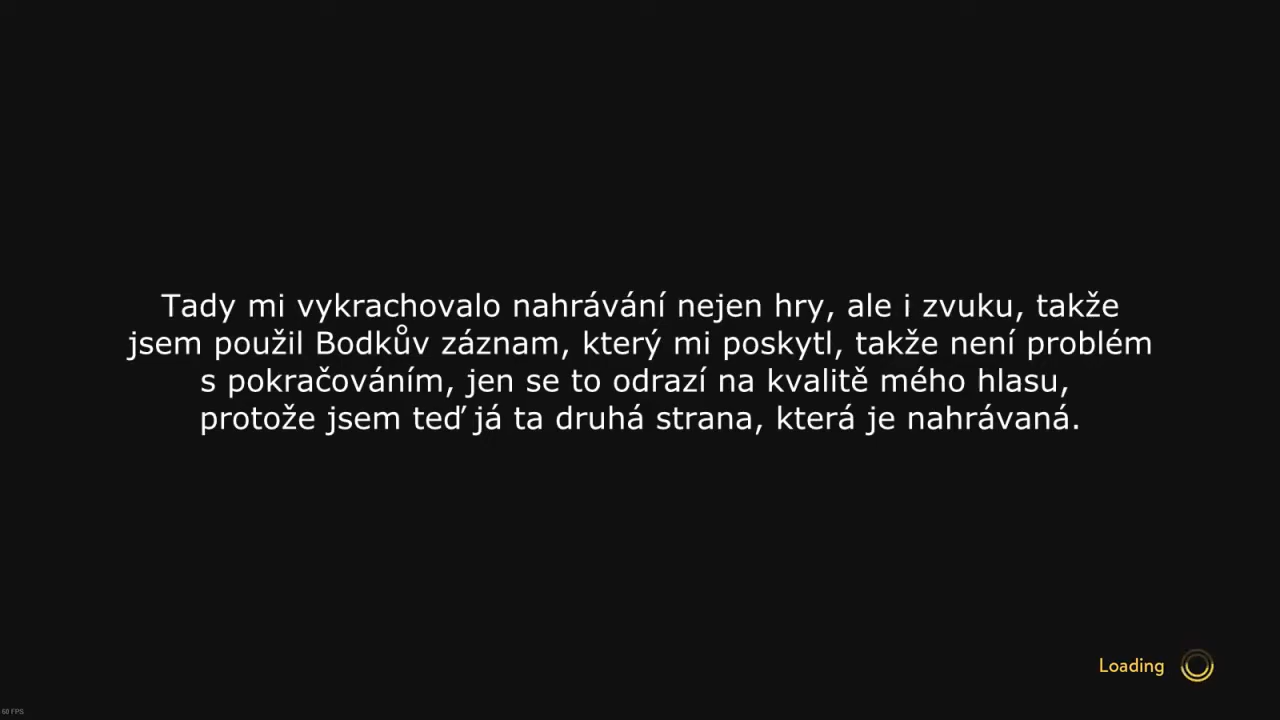 Tady mi vykrachovalo nahrávání nejen hry, ale i zvuku, takže
jsem použil Bodkův záznam, který mi poskytl, takže není problém
s pokračováním, jen se to odrazí na kvalitě mého hlasu,
protože jsem teď já ta druhá strana, která je nahrávaná.
Loading
60 FPS